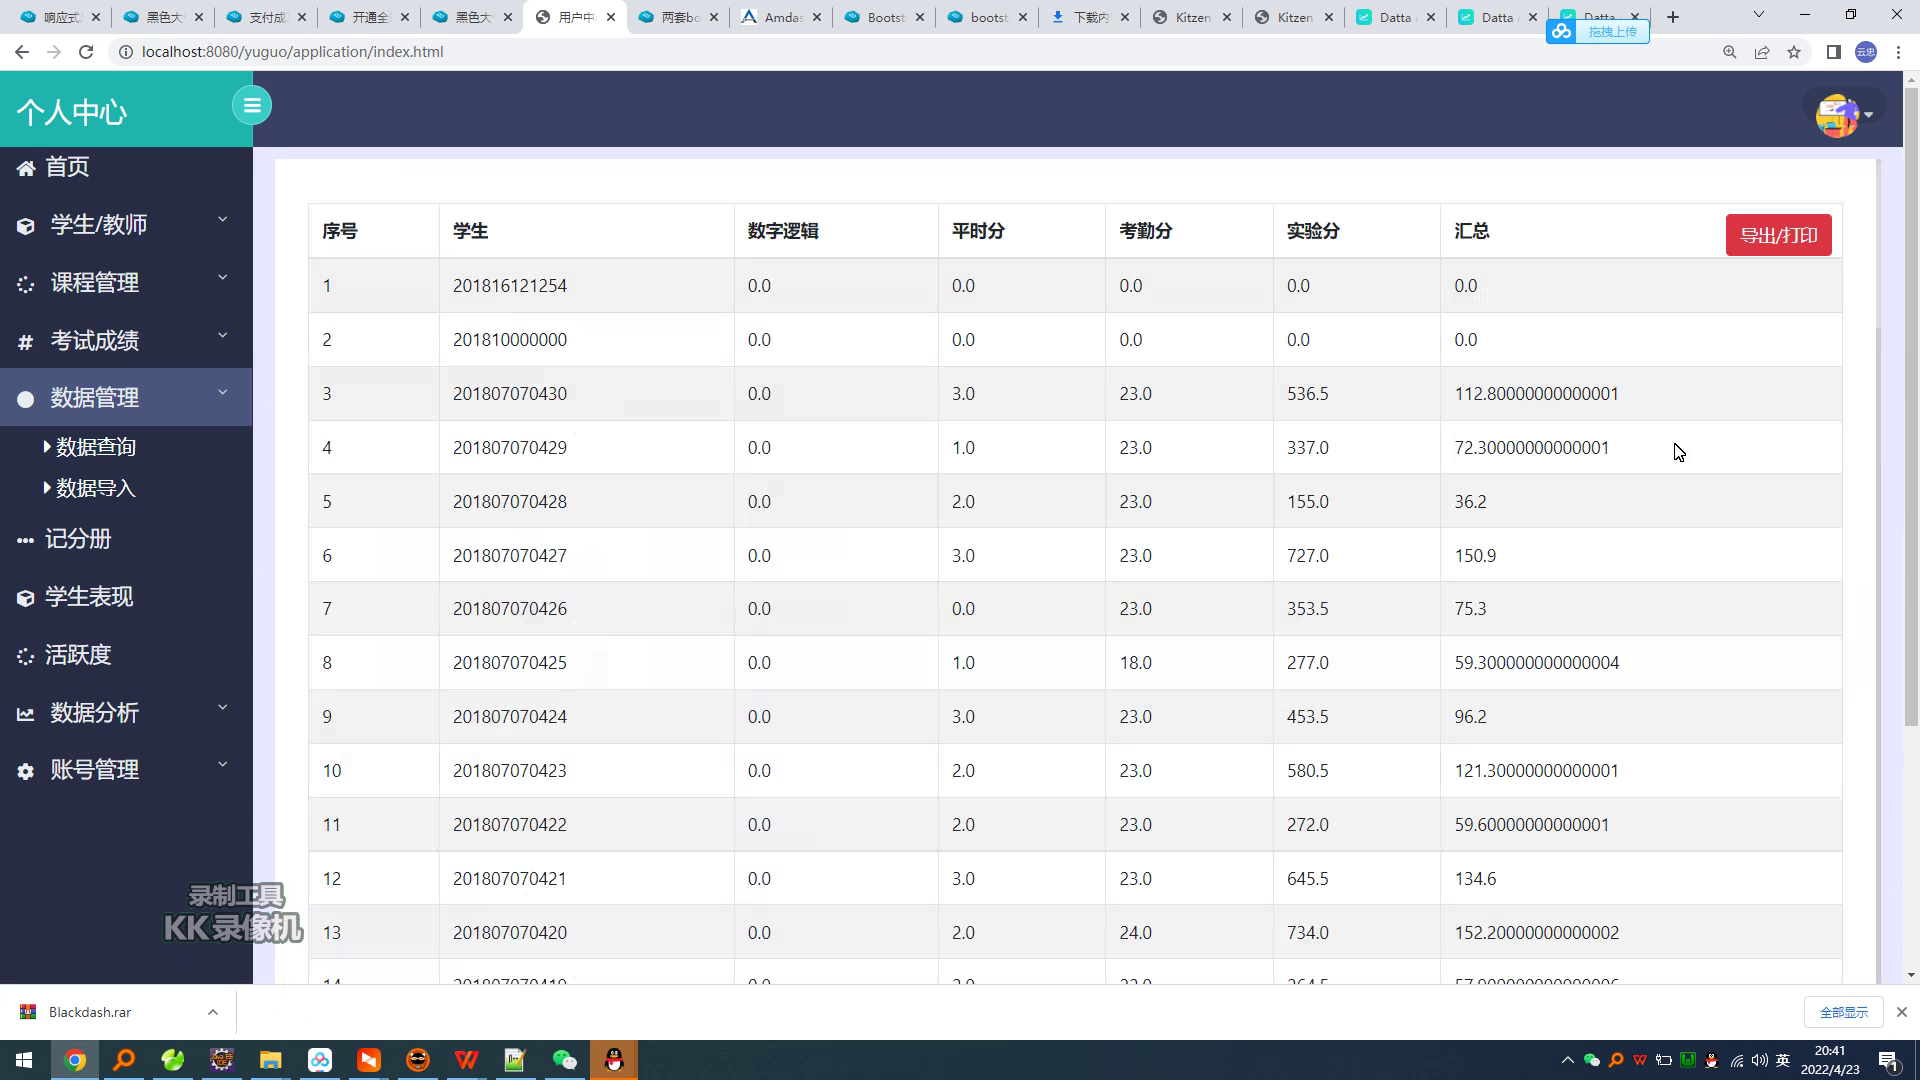 响应式
黑色大
支付成
开通全
黑色大
用户中
两套bo
Amdas
Bootst
bootst
下载内
Kitzen
Kitzen
Datta
Datta
Datta
拖拽上传
localhost:8080/yuguo/application/index.html
云忠
个人中心
首页
学生/教师
课程管理
考试成绩
数据管理
数据查询
数据导入
记分册
学生表现
活跃度
数据分析
账号管理
序号 学生 数字逻辑 平时分 考勤分 实验分 汇总 导出/打印
1 201816121254 0.0 0.0 0.0 0.0 0.0
2 201810000000 0.0 0.0 0.0 0.0 0.0
3 201807070430 0.0 3.0 23.0 536.5 112.80000000000001
4 201807070429 0.0 1.0 23.0 337.0 72.30000000000001
5 201807070428 0.0 2.0 23.0 155.0 36.2
6 201807070427 0.0 3.0 23.0 727.0 150.9
7 201807070426 0.0 0.0 23.0 353.5 75.3
8 201807070425 0.0 1.0 18.0 277.0 59.300000000000004
9 201807070424 0.0 3.0 23.0 453.5 96.2
10 201807070423 0.0 2.0 23.0 580.5 121.30000000000001
11 201807070422 0.0 2.0 23.0 272.0 59.60000000000001
12 201807070421 0.0 3.0 23.0 645.5 134.6
13 201807070420 0.0 2.0 24.0 734.0 152.20000000000002
录制工具
KK录像机
Blackdash.rar
全部显示
英
20:41
2022/4/23